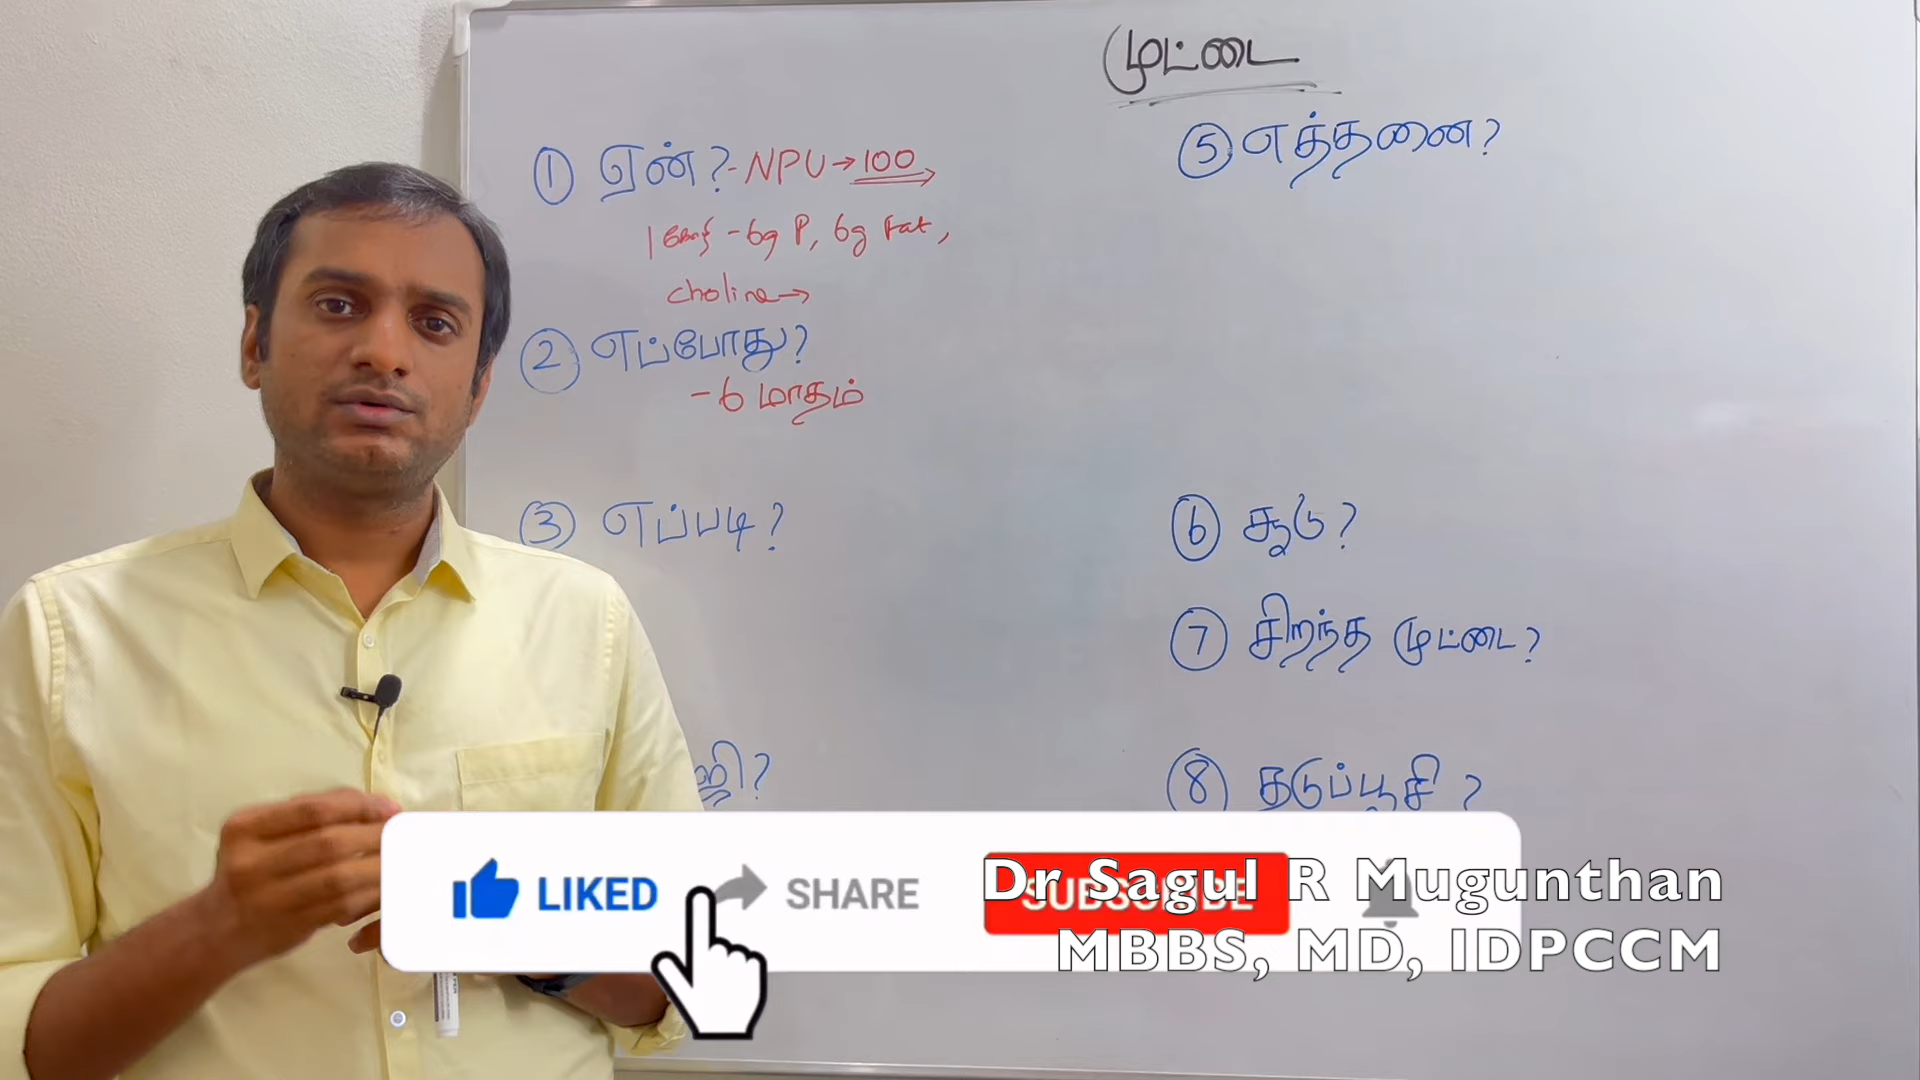 முட்டை
① ஏன்? - NPU → 100
1 கோழி - 6g P, 6g Fat,
choline →
② எப்போது?
- 6 மாதம்
③ எப்படி?
⑤ எத்தனை?
⑥ சூடு?
⑦ சிறந்த முட்டை?
⑧ தடுப்பூசி?
LIKED
SHARE
SUBSCRIBE
Dr Sagul R Mugunthan
MBBS, MD, IDPCCM